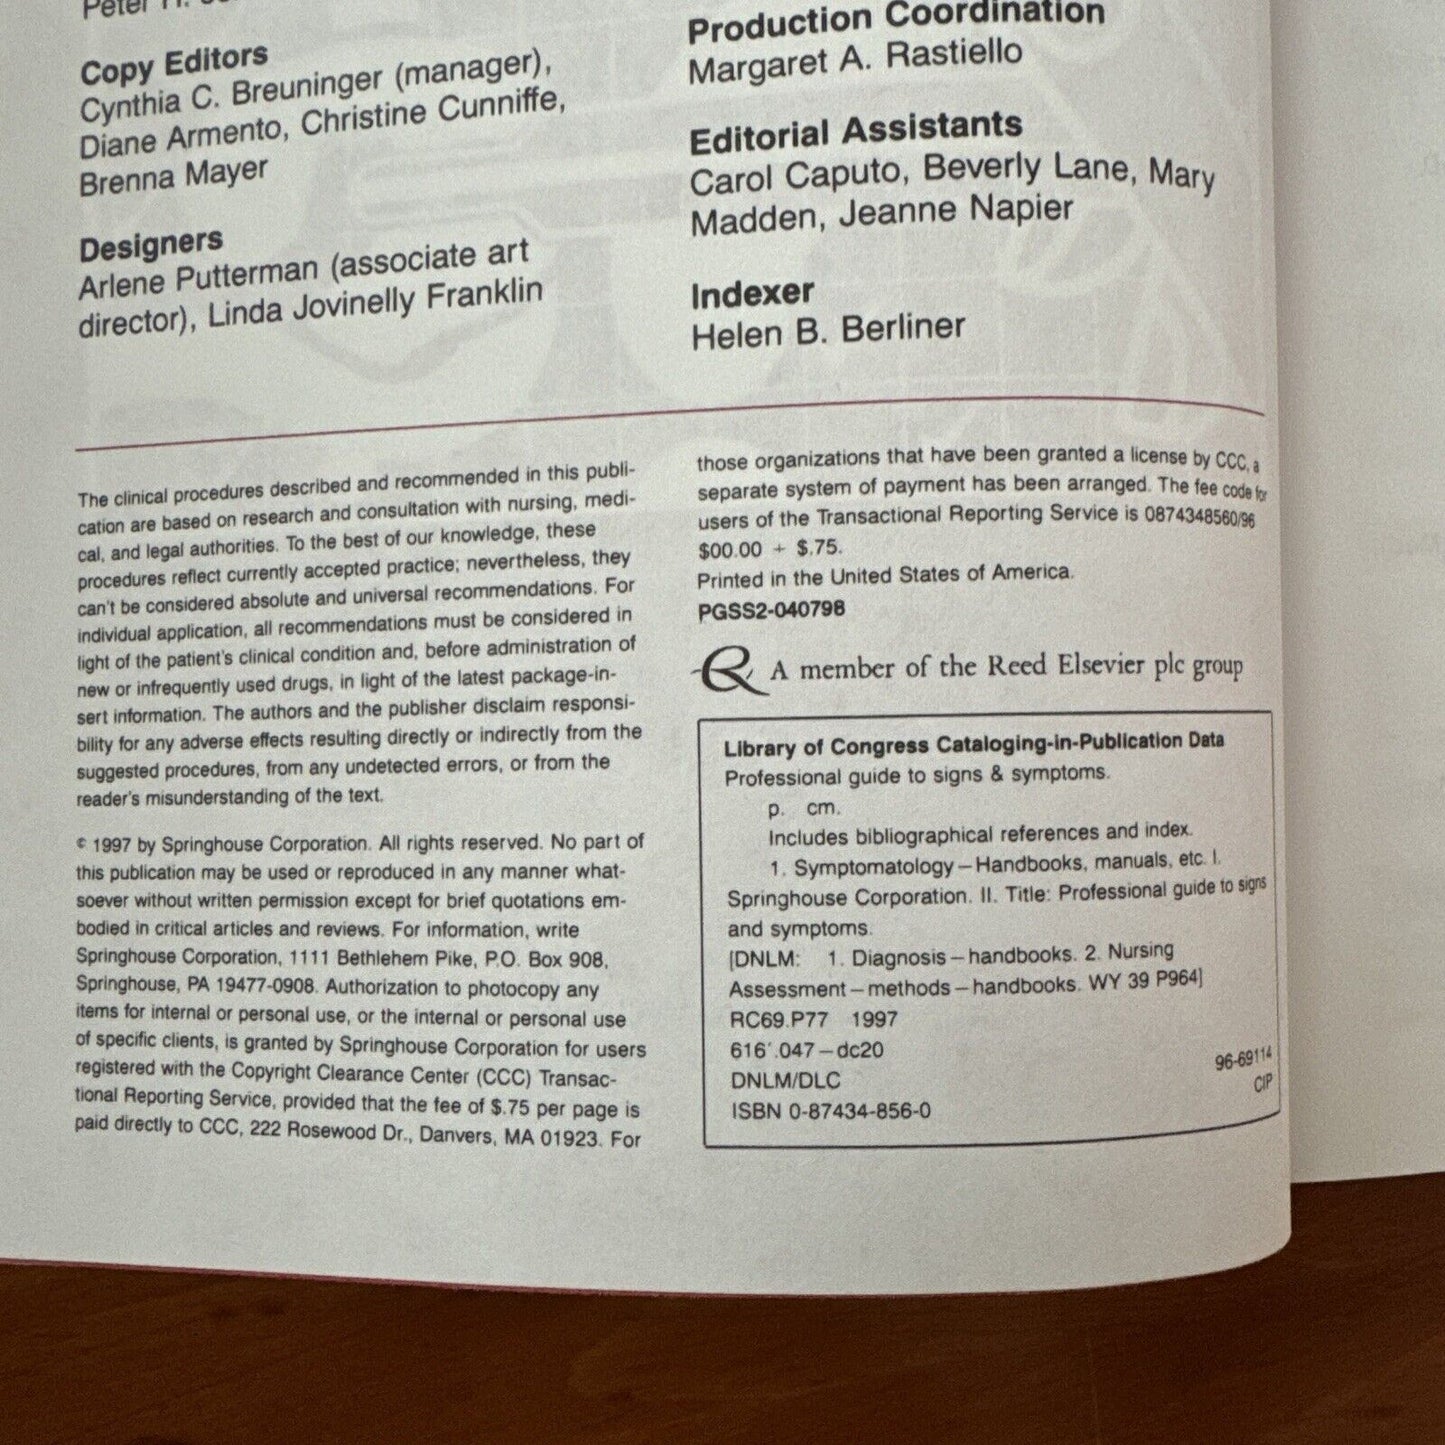 Peter H.
Copy Editors
Cynthia C. Breuninger (manager),
Diane Armento, Christine Cunniffe,
Brenna Mayer
Designers
Arlene Putterman (associate art
director), Linda Jovinelly Franklin
Production Coordination
Margaret A. Rastiello
Editorial Assistants
Carol Caputo, Beverly Lane, Mary
Madden, Jeanne Napier
Indexer
Helen B. Berliner
The clinical procedures described and recommended in this publi-
cation are based on research and consultation with nursing, medi-
cal, and legal authorities. To the best of our knowledge, these
procedures reflect currently accepted practice; nevertheless, they
can't be considered absolute and universal recommendations. For
individual application, all recommendations must be considered in
light of the patient's clinical condition and, before administration of
new or infrequently used drugs, in light of the latest package-in-
sert information. The authors and the publisher disclaim responsi-
bility for any adverse effects resulting directly or indirectly from the
suggested procedures, from any undetected errors, or from the
reader's misunderstanding of the text.
© 1997 by Springhouse Corporation. All rights reserved. No part of
this publication may be used or reproduced in any manner what-
soever without written permission except for brief quotations em-
bodied in critical articles and reviews. For information, write
Springhouse Corporation, 1111 Bethlehem Pike, P.O. Box 908,
Springhouse, PA 19477-0908. Authorization to photocopy any
items for internal or personal use, or the internal or personal use
of specific clients, is granted by Springhouse Corporation for users
registered with the Copyright Clearance Center (CCC) Transac-
tional Reporting Service, provided that the fee of $.75 per page is
paid directly to CCC, 222 Rosewood Dr., Danvers, MA 01923. For
those organizations that have been granted a license by CCC, a
separate system of payment has been arranged. The fee code for
users of the Transactional Reporting Service is 0874348560/96
$00.00 + $.75.
Printed in the United States of America.
PGSS2-040798
R A member of the Reed Elsevier plc group
Library of Congress Cataloging-in-Publication Data
Professional guide to signs & symptoms.
p. cm.
Includes bibliographical references and index.
1. Symptomatology—Handbooks, manuals, etc. I.
Springhouse Corporation. II. Title: Professional guide to signs
and symptoms.
[DNLM: 1. Diagnosis—handbooks. 2. Nursing
Assessment—methods—handbooks. WY 39 P964]
RC69.P77 1997
616'.047—dc20
DNLM/DLC
ISBN 0-87434-856-0
96-69114
CIP